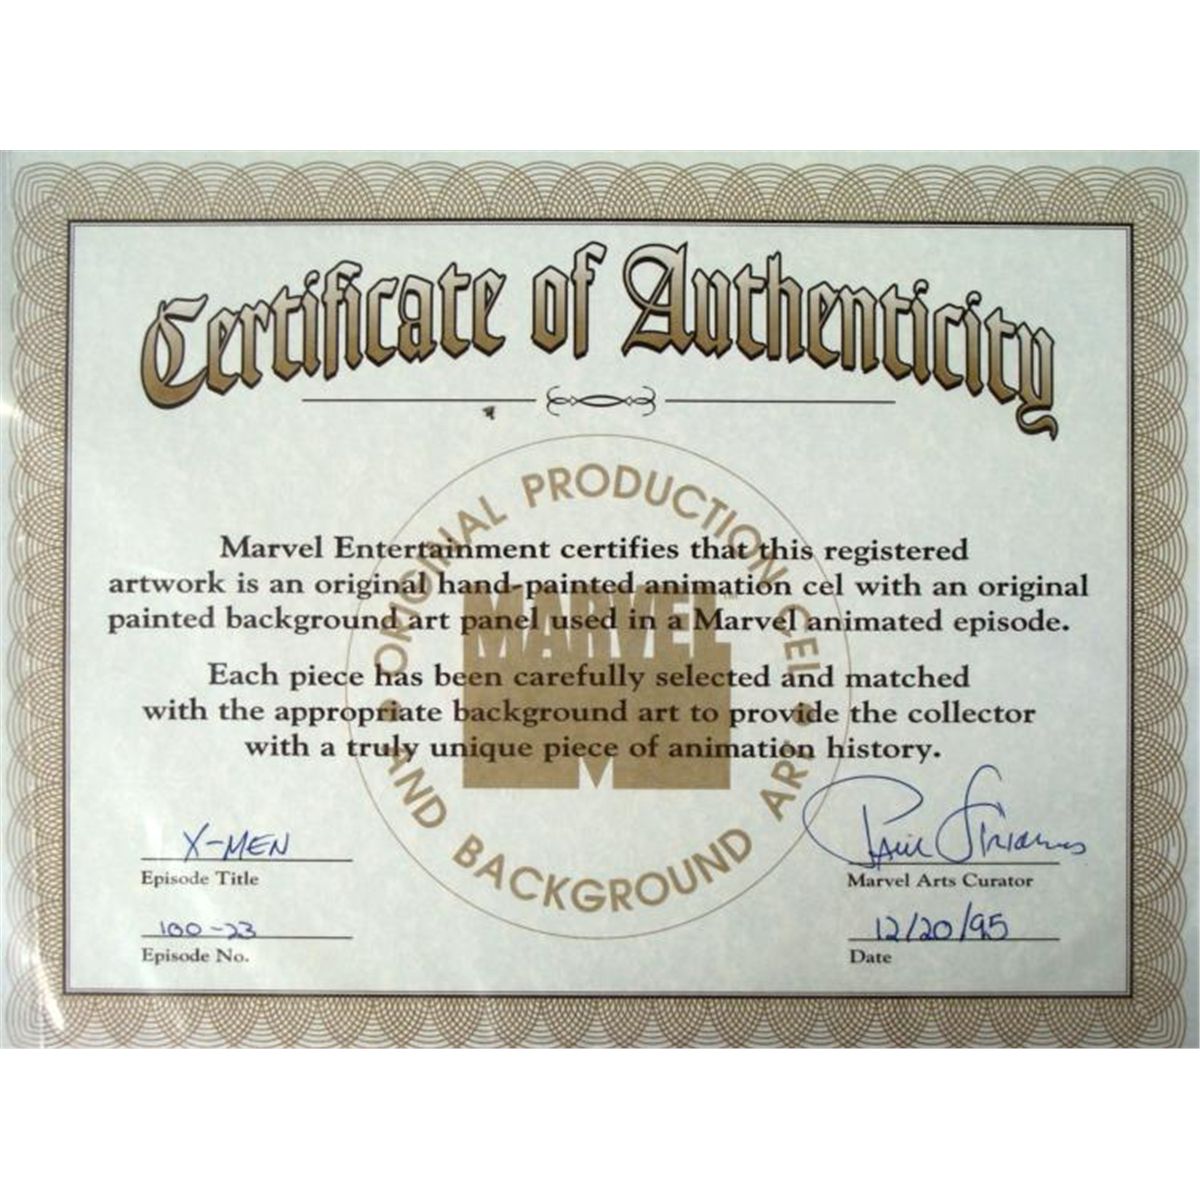 Certificate of Authenticity
ORIGINAL PRODUCTION CEL
MARVEL
Marvel Entertainment certifies that this registered
artwork is an original hand-painted animation cel with an original
painted background art panel used in a Marvel animated episode.
Each piece has been carefully selected and matched
with the appropriate background art to provide the collector
with a truly unique piece of animation history.
AND BACKGROUND ART
X-MEN
Episode Title
100-23
Episode No.
Marvel Arts Curator
12/20/95
Date